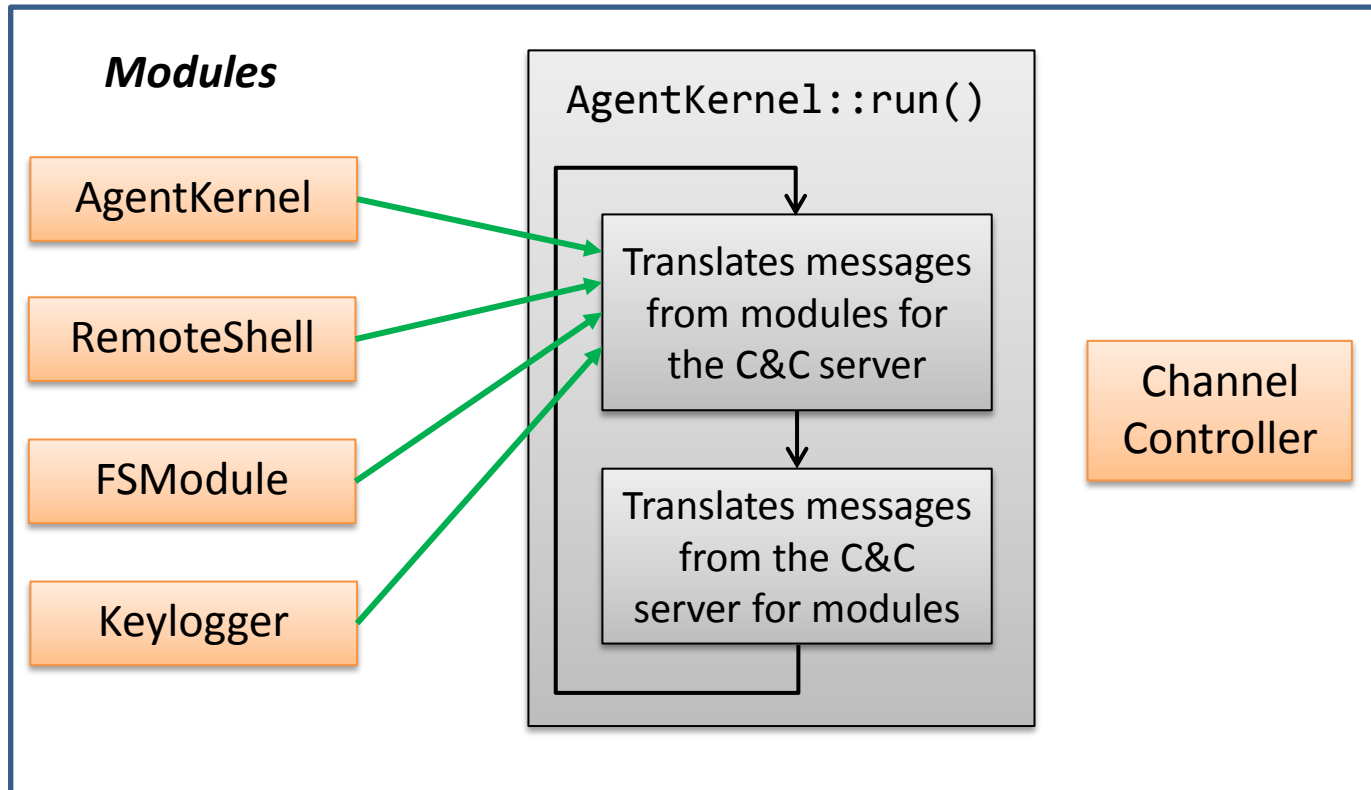 Modules
AgentKernel
RemoteShell
FSModule
Keylogger
AgentKernel::run()
Translates messages
from modules for
the C&C server
Translates messages
from the C&C
server for modules
Channel
Controller